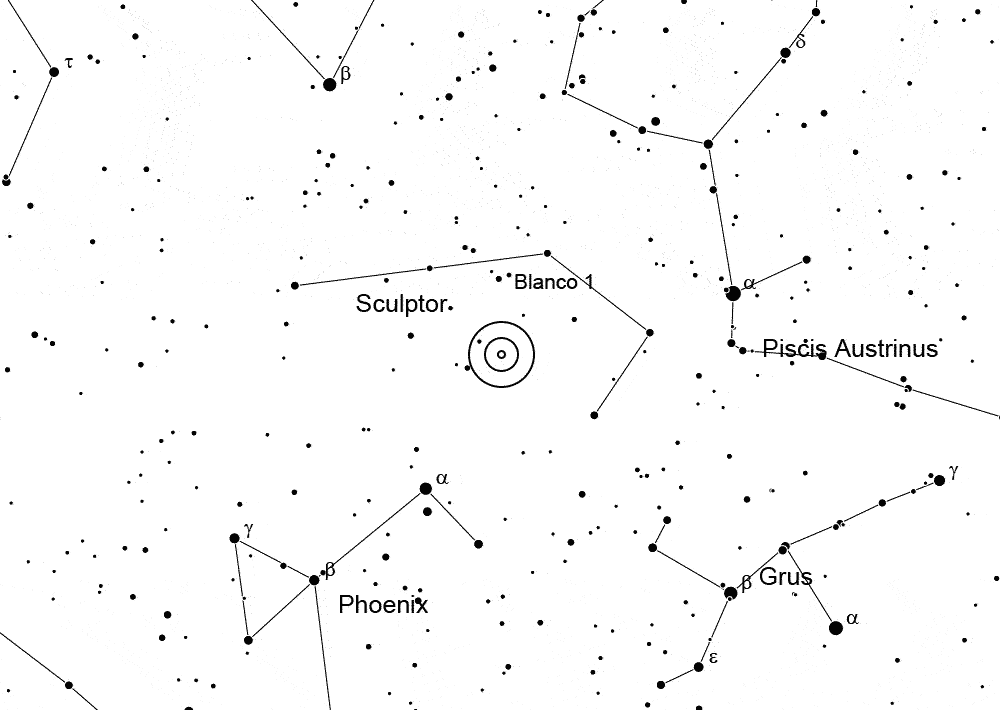 δ
τ
β
α
Blanco 1
Sculptor
Piscis Austrinus
γ
α
γ
β
Grus
β
Phoenix
α
ε